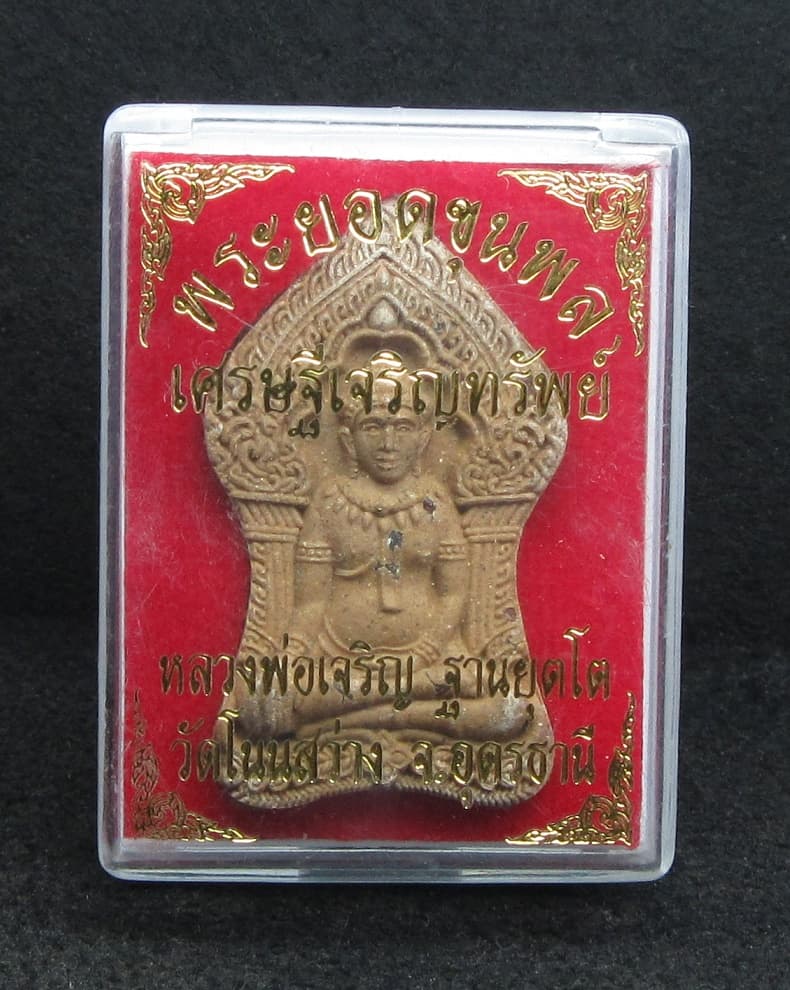 พระยอดขุนพล
เศรษฐีเจริญทรัพย์
หลวงพ่อเจริญ ฐานยุตโต
วัดโนนสว่าง จ.อุดรธานี